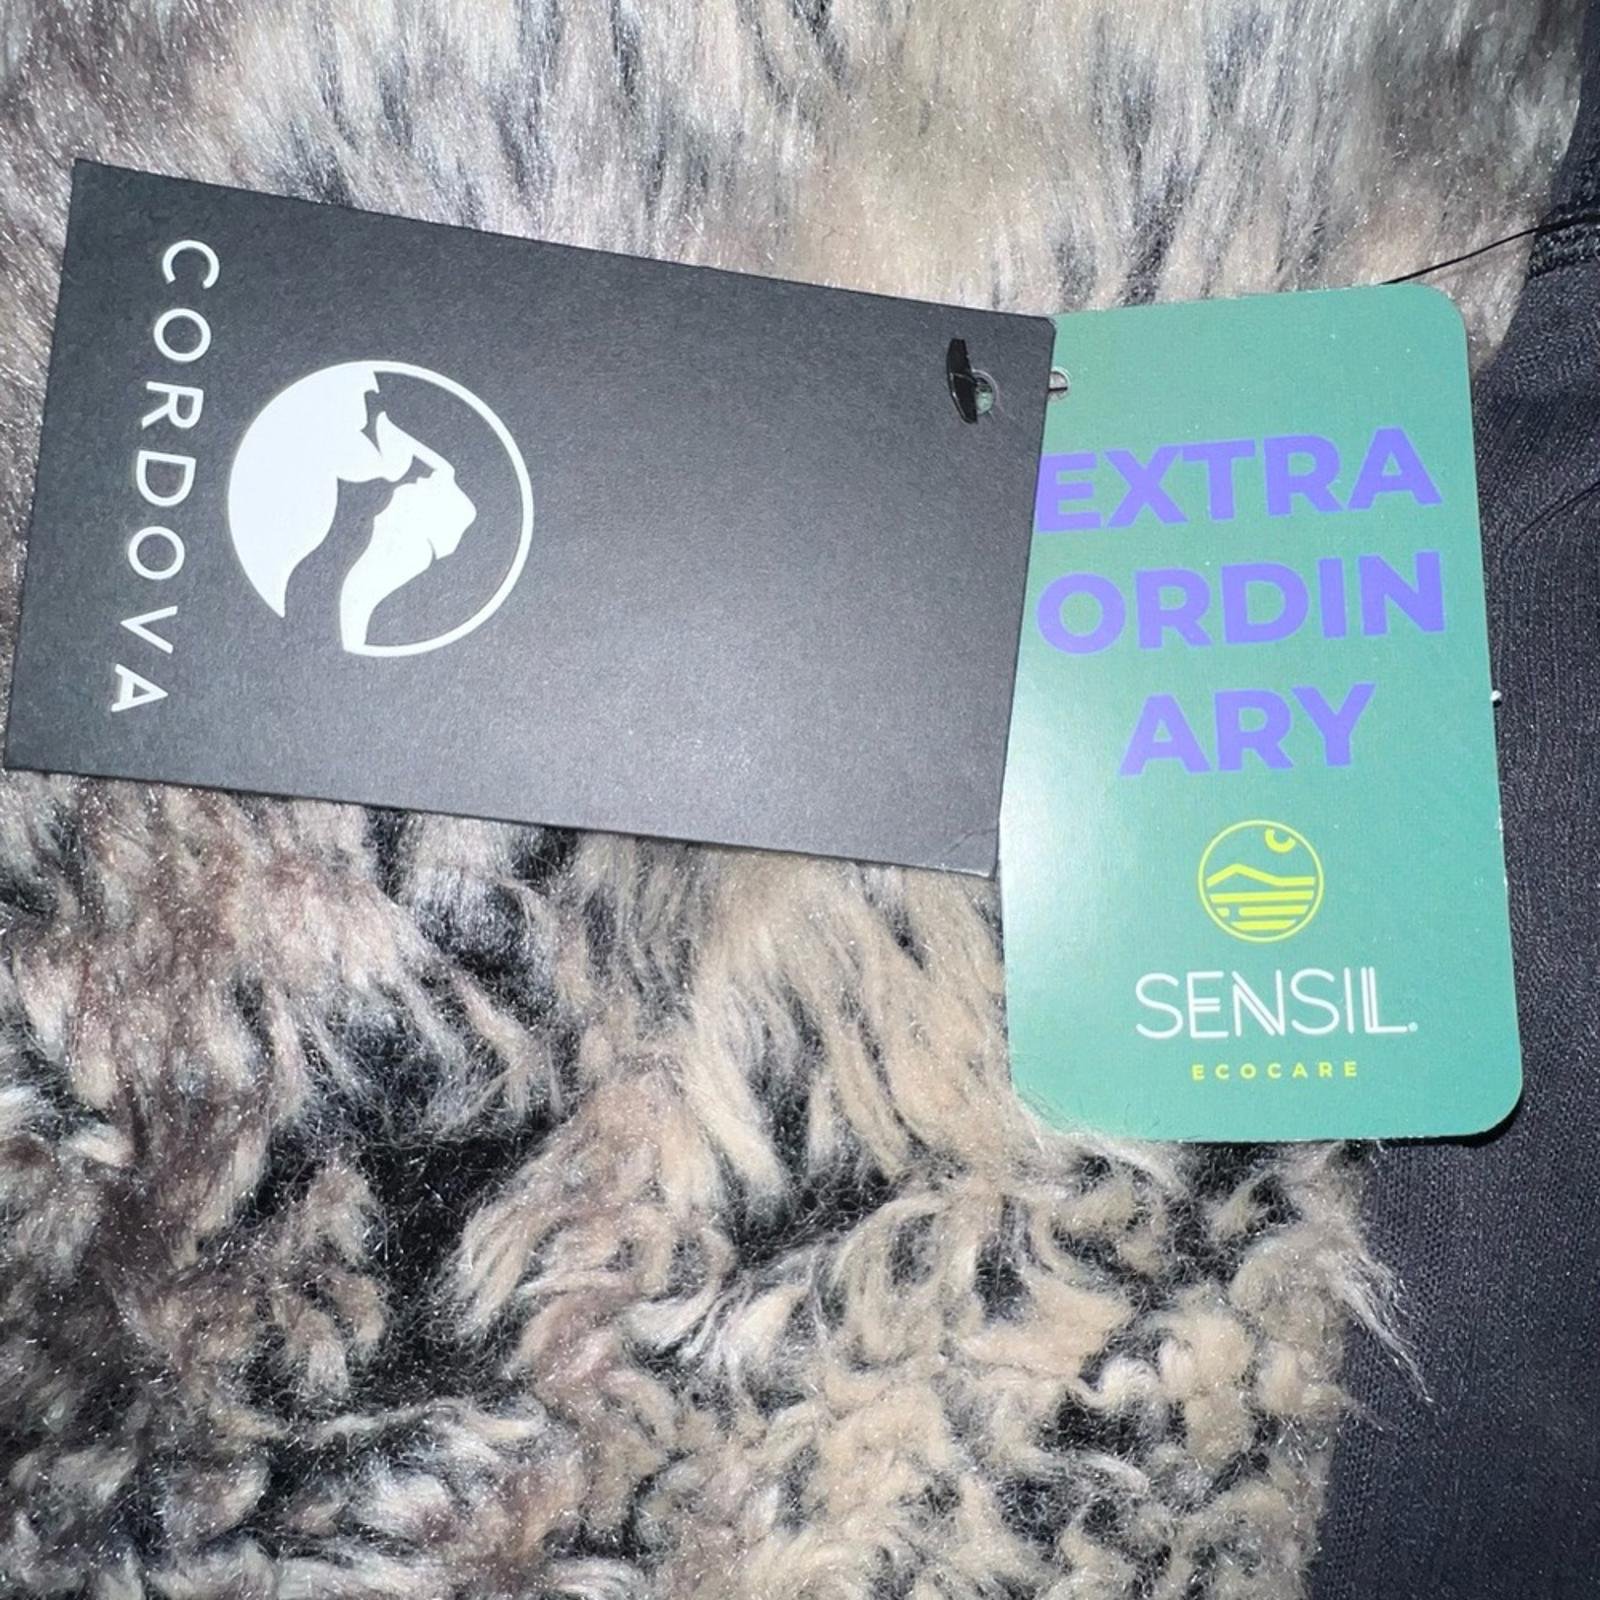 CORDOVA
EXTRA
ORDIN
ARY
SENSIL®
ECOCARE